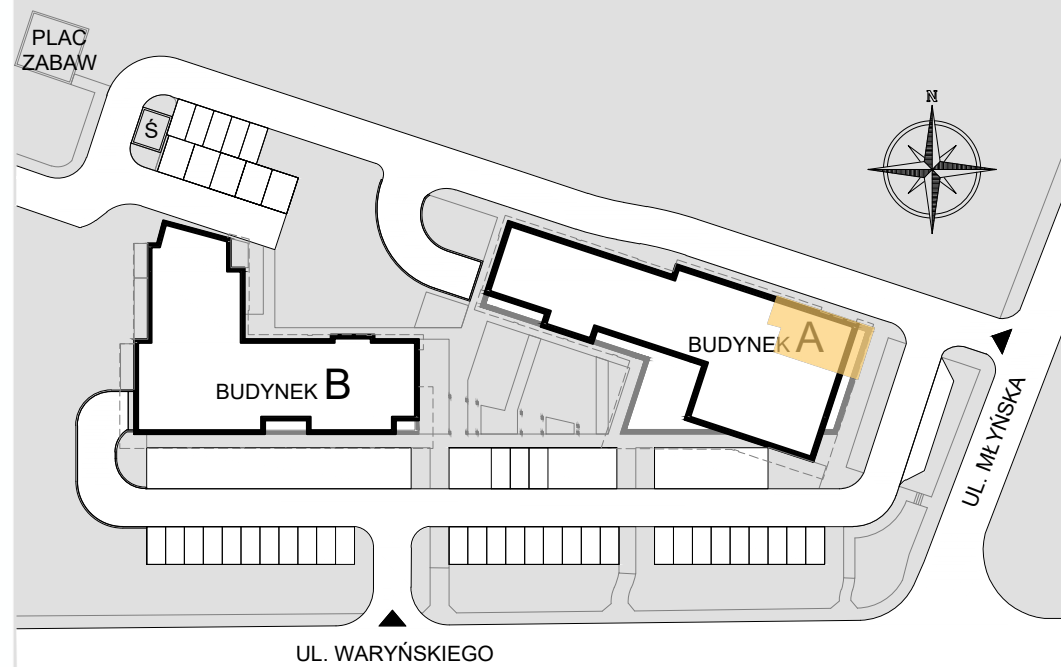 PLAC
ZABAW
Ś
N
BUDYNEK A
BUDYNEK B
UL. MŁYŃSKA
UL. WARYŃSKIEGO